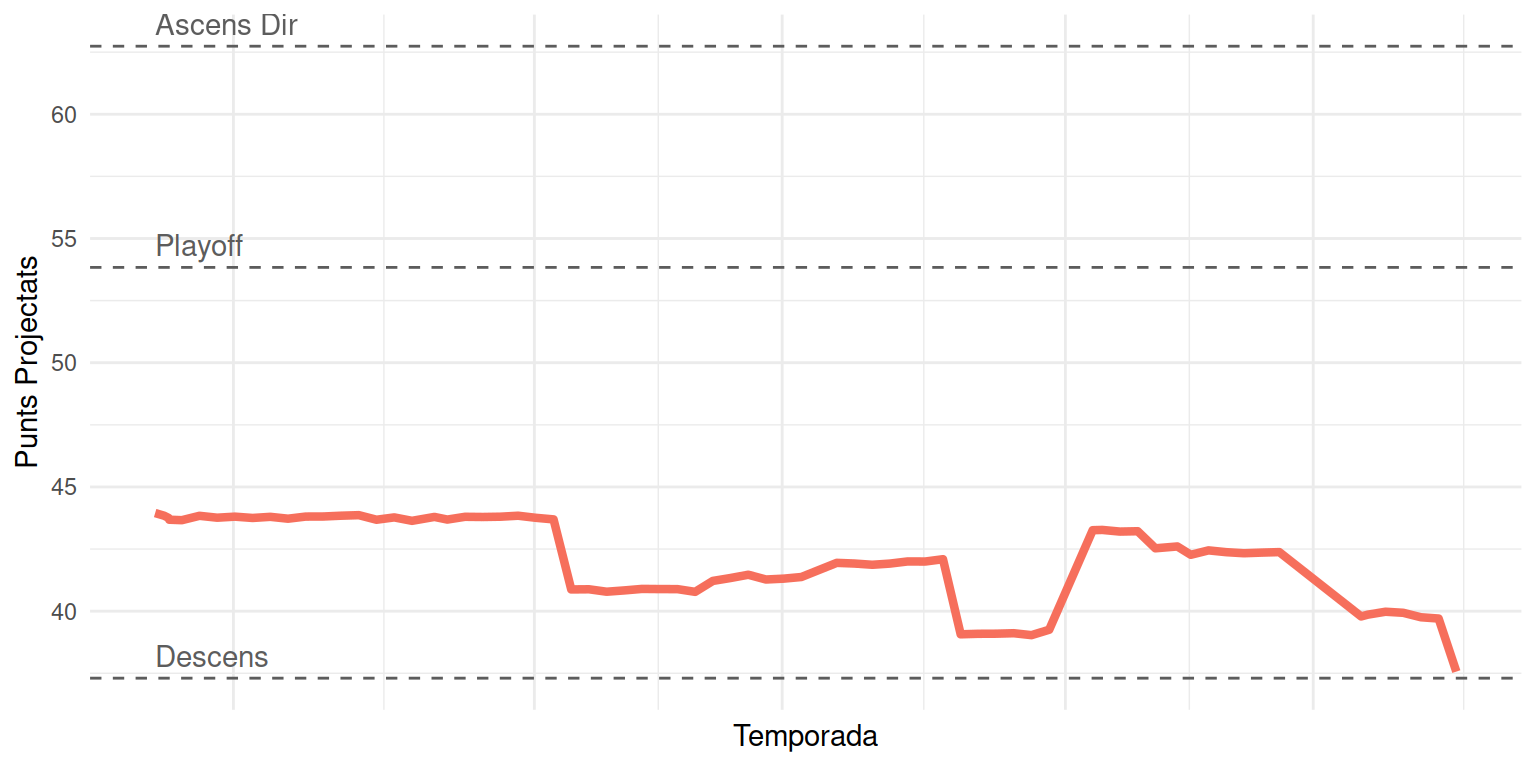 Ascens Dir
60
55
Playoff
50
45
40
Descens
Punts Projectats
Temporada